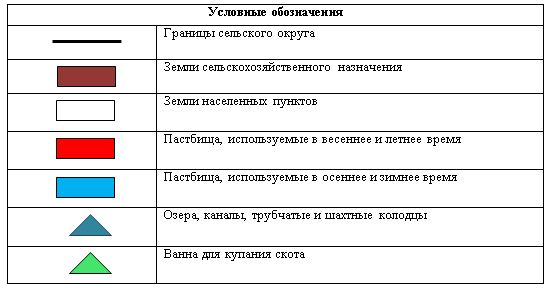 Условные обозначения
Границы сельского округа
Земли сельскохозяйственного назначения
Земли населенных пунктов
Пастбища, используемые в весеннее и летнее время
Пастбища, используемые в осеннее и зимнее время
Озера, каналы, трубчатые и шахтные колодцы
Ванна для купания скота